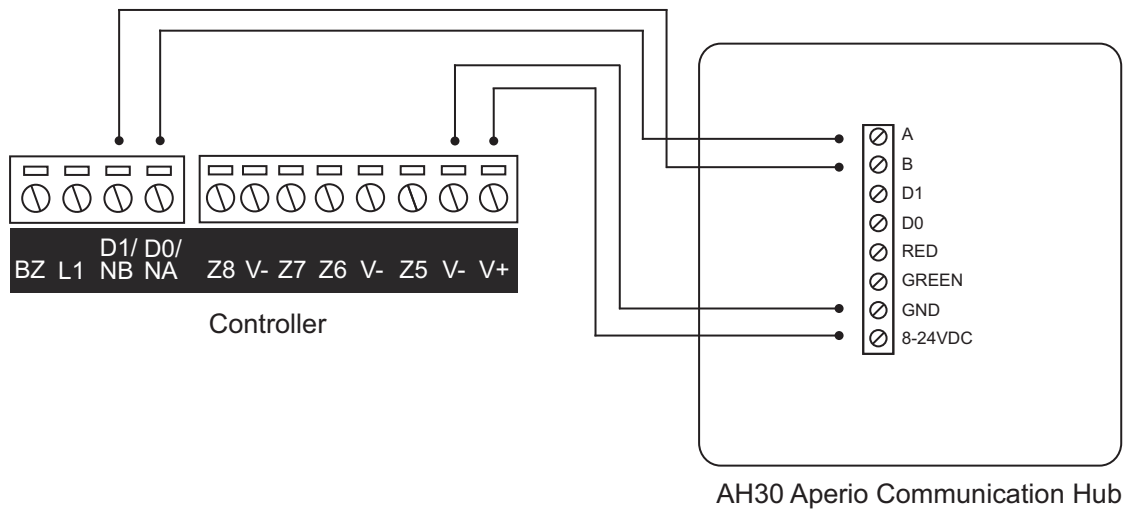 A
B
D1
D0
RED
GREEN
GND
8-24VDC
BZ L1 D1/NB D0/NA Z8 V- Z7 Z6 V- Z5 V- V+
Controller
AH30 Aperio Communication Hub